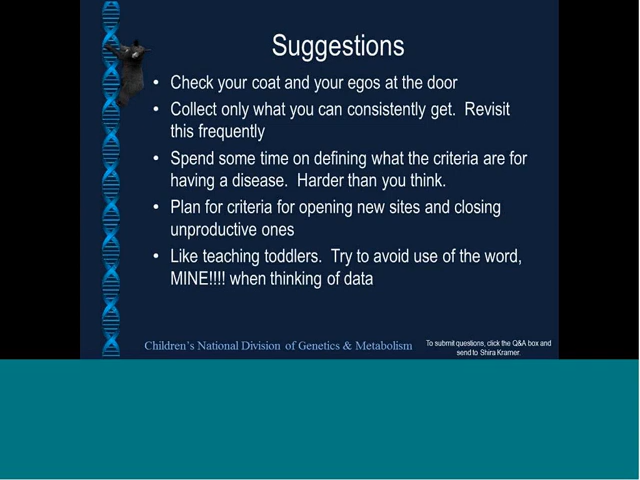 Suggestions
• Check your coat and your egos at the door
• Collect only what you can consistently get. Revisit
this frequently
• Spend some time on defining what the criteria are for
having a disease. Harder than you think.
• Plan for criteria for opening new sites and closing
unproductive ones
• Like teaching toddlers. Try to avoid use of the word,
MINE!!!! when thinking of data
Children's National Division of Genetics & Metabolism
To submit questions, click the Q&A box and
send to Shira Kramer.